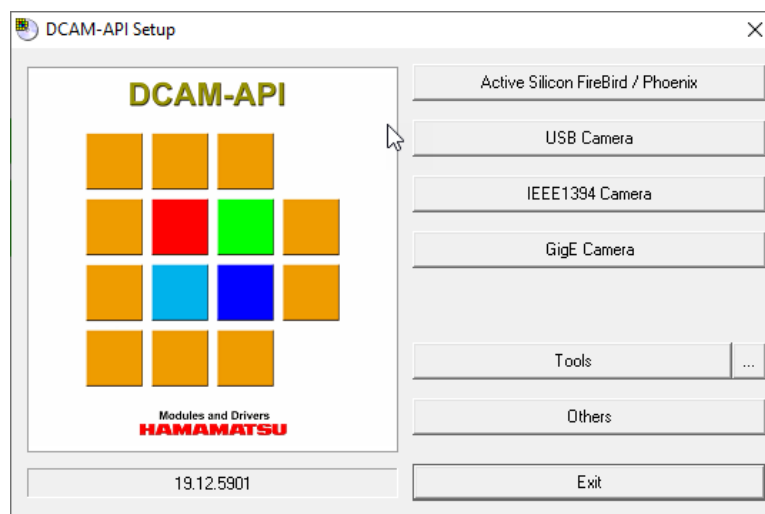 DCAM-API Setup
DCAM-API
Modules and Drivers
HAMAMATSU
19.12.5901
Active Silicon FireBird / Phoenix
USB Camera
IEEE1394 Camera
GigE Camera
Tools
...
Others
Exit